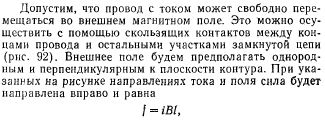 Допустим, что провод с током может свободно пере-
мещаться во внешнем магнитном поле. Это можно осу-
ществить с помощью скользящих контактов между кон-
цами провода и остальными участками замкнутой цепи
(рис. 92). Внешнее поле будем предполагать однород-
ным и перпендикулярным к плоскости контура. При у-
казанных на рисунке направлениях тока и поля сила будет
направлена вправо и равна
f = iBl,